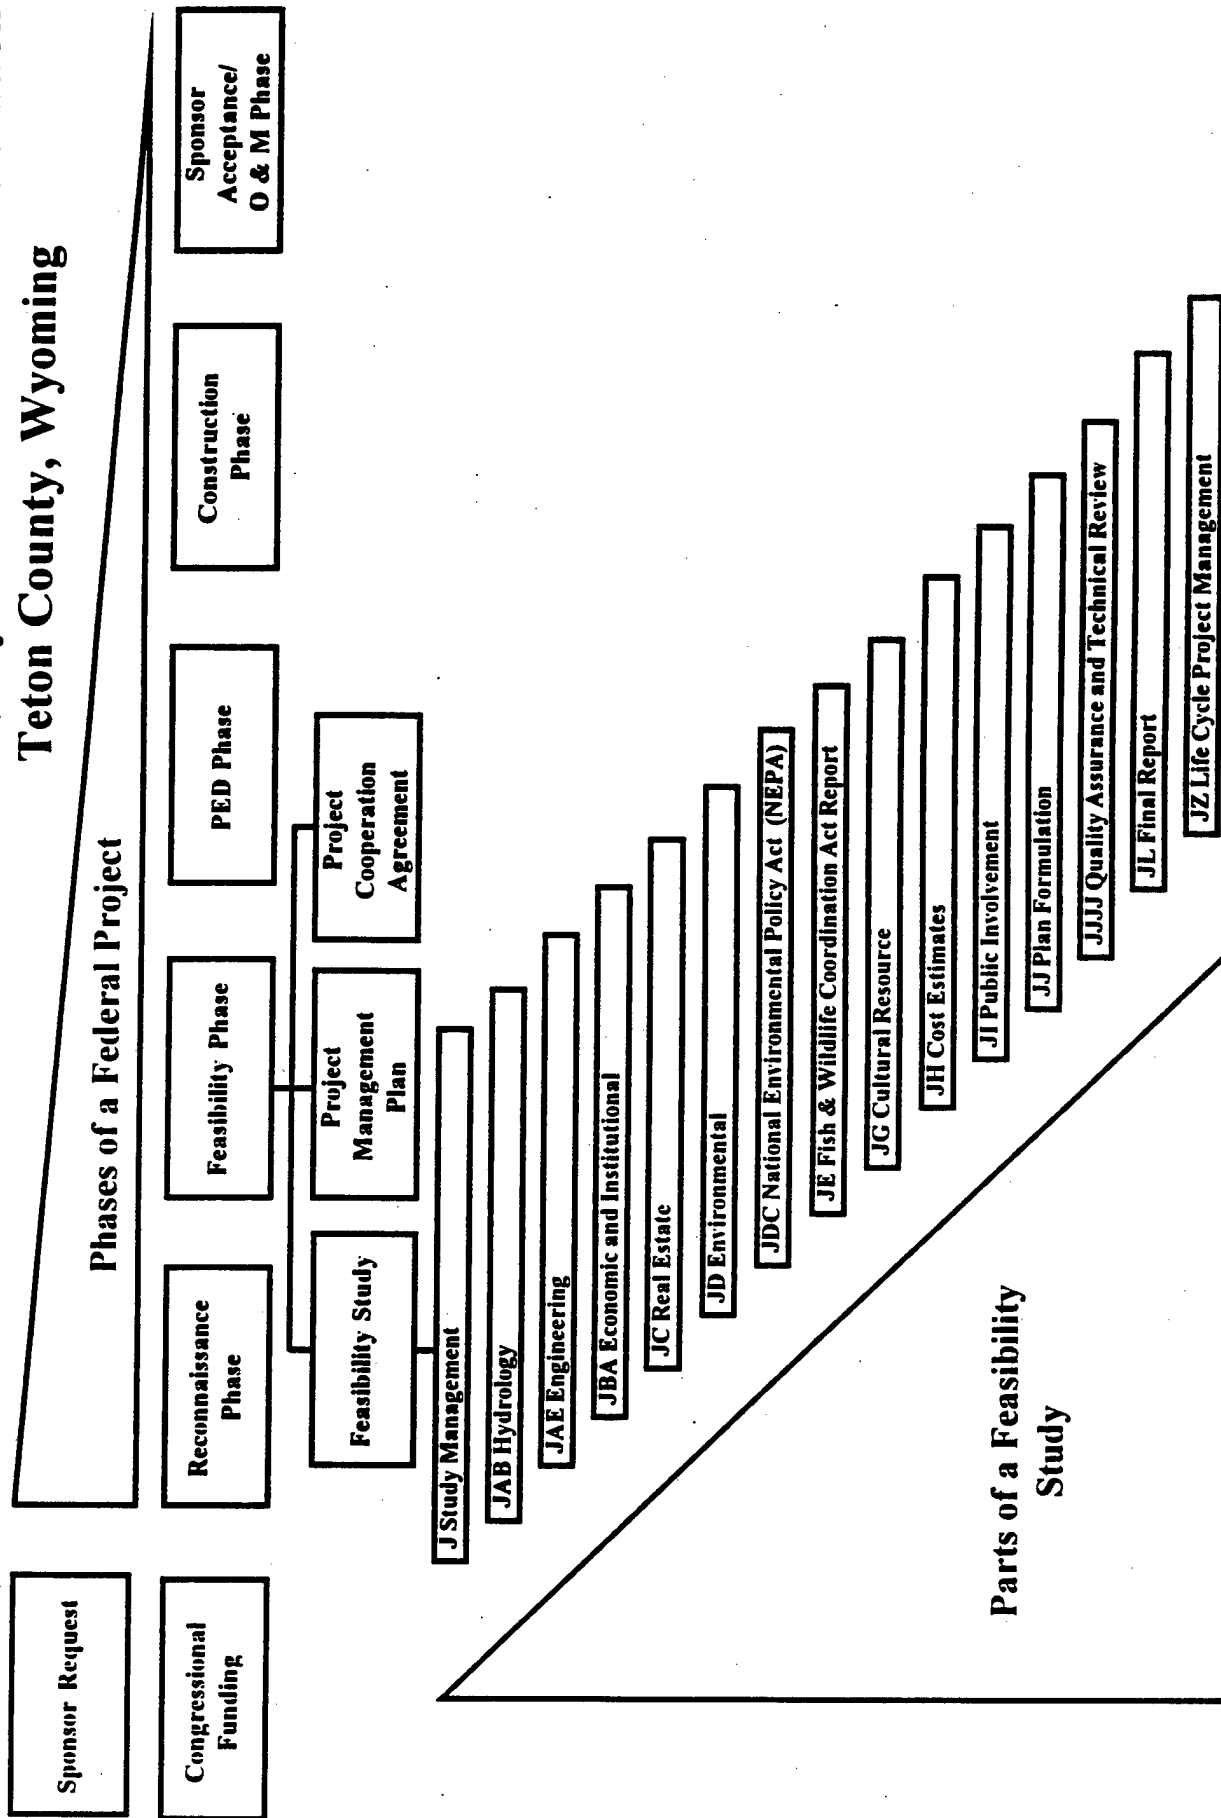 Teton County, Wyoming
Phases of a Federal Project
Sponsor Request
Congressional
Funding
Reconnaissance
Phase
Feasibility Phase
PED Phase
Construction
Phase
Sponsor
Acceptance/
O & M Phase
Feasibility Study
Project
Management
Plan
Project
Cooperation
Agreement
J Study Management
JAB Hydrology
JAE Engineering
JBA Economic and Institutional
JC Real Estate
JD Environmental
JDC National Environmental Policy Act (NEPA)
JE Fish & Wildlife Coordination Act Report
JG Cultural Resource
JH Cost Estimates
JI Public Involvement
JJ Plan Formulation
JJJJ Quality Assurance and Technical Review
JL Final Report
JZ Life Cycle Project Management
Parts of a Feasibility
Study